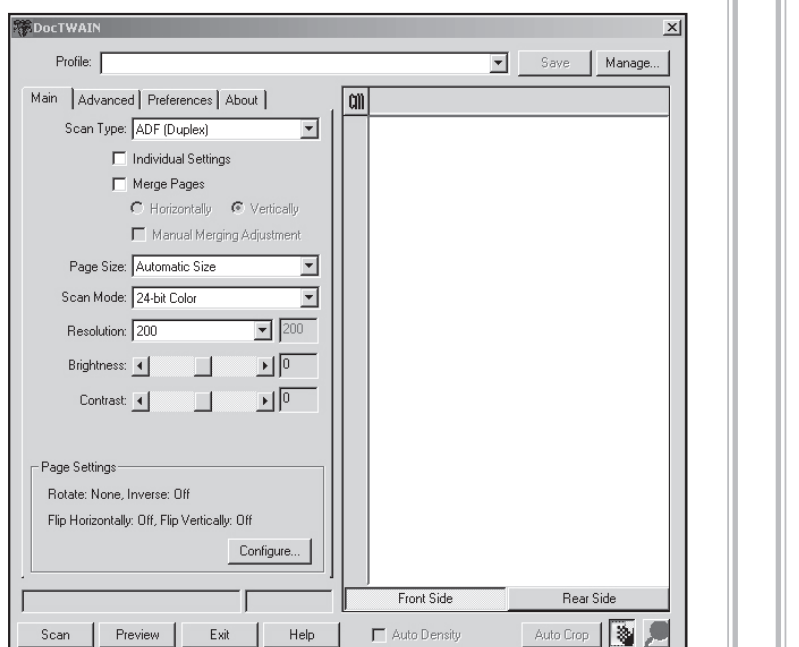 DocTWAIN
Profile: Save Manage...
Main Advanced Preferences About
Scan Type: ADF (Duplex)
Individual Settings
Merge Pages
Horizontally Vertically
Manual Merging Adjustment
Page Size: Automatic Size
Scan Mode: 24-bit Color
Resolution: 200 200
Brightness: 0
Contrast: 0
Page Settings
Rotate: None, Inverse: Off
Flip Horizontally: Off, Flip Vertically: Off
Configure...
Front Side Rear Side
Scan Preview Exit Help Auto Density Auto Crop